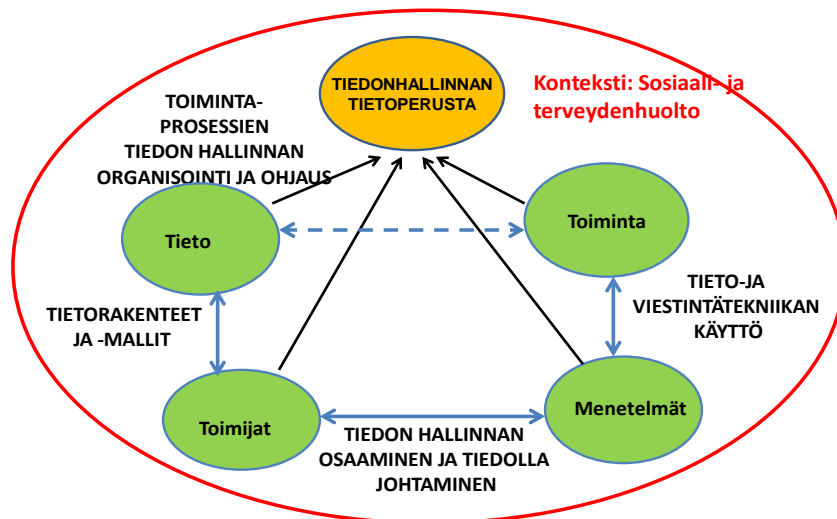 TIEDONHALLINNAN
TIETOPERUSTA
Konteksti: Sosiaali- ja
terveydenhuolto
TOIMINTA-
PROSESSIEN
TIEDON HALLINNAN
ORGANISOINTI JA OHJAUS
Tieto
Toiminta
TIETORAKENTEET
JA -MALLIT
TIETO-JA
VIESTINTÄTEKNIIKAN
KÄYTTÖ
Toimijat
Menetelmät
TIEDON HALLINNAN
OSAAMINEN JA TIEDOLLA
JOHTAMINEN